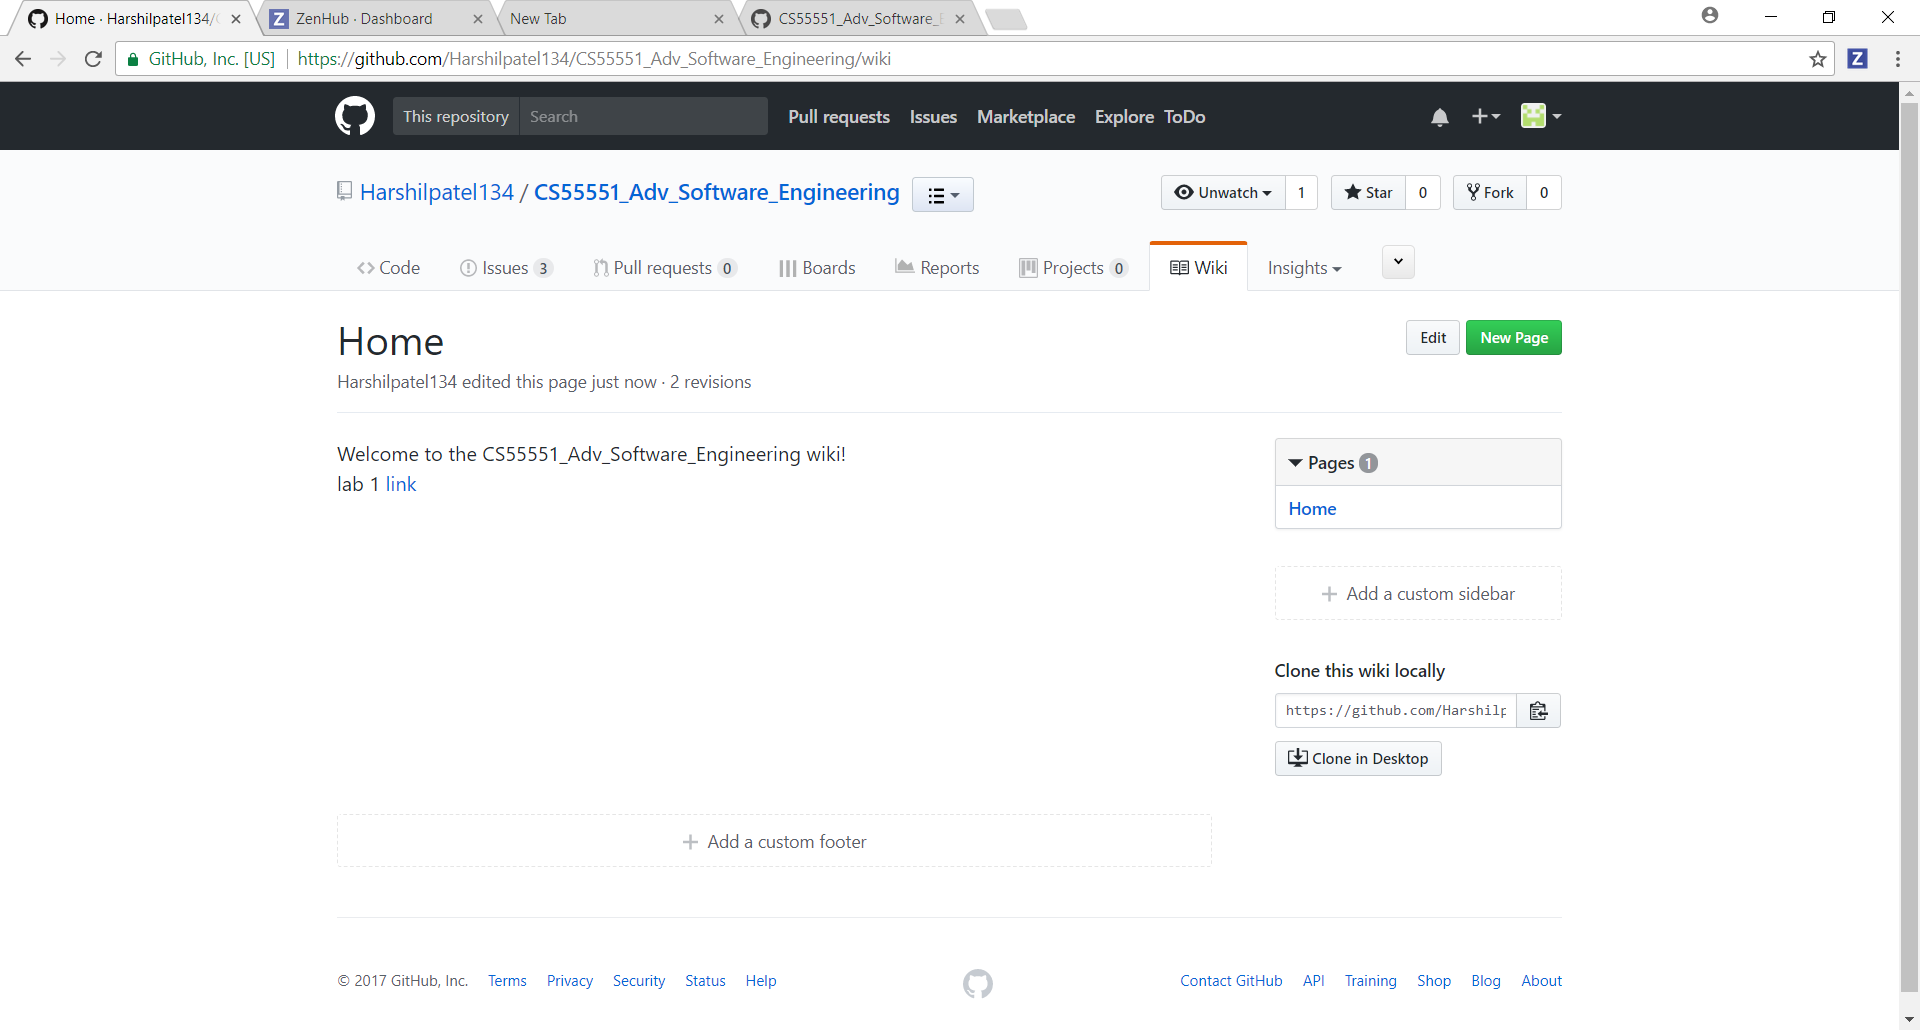 Home · Harshilpatel134/
ZenHub · Dashboard
New Tab
CS55551_Adv_Software_
GitHub, Inc. [US]
https://github.com/Harshilpatel134/CS55551_Adv_Software_Engineering/wiki
Z
This repository
Search
Pull requests
Issues
Marketplace
Explore
ToDo
Harshilpatel134 / CS55551_Adv_Software_Engineering
Unwatch 1
Star 0
Fork 0
Code
Issues 3
Pull requests 0
Boards
Reports
Projects 0
Wiki
Insights
Home
Edit
New Page
Harshilpatel134 edited this page just now · 2 revisions
Welcome to the CS55551_Adv_Software_Engineering wiki!
lab 1 link
Pages 1
Home
Add a custom sidebar
Clone this wiki locally
https://github.com/Harshilp
Clone in Desktop
Add a custom footer
© 2017 GitHub, Inc. Terms Privacy Security Status Help
Contact GitHub API Training Shop Blog About